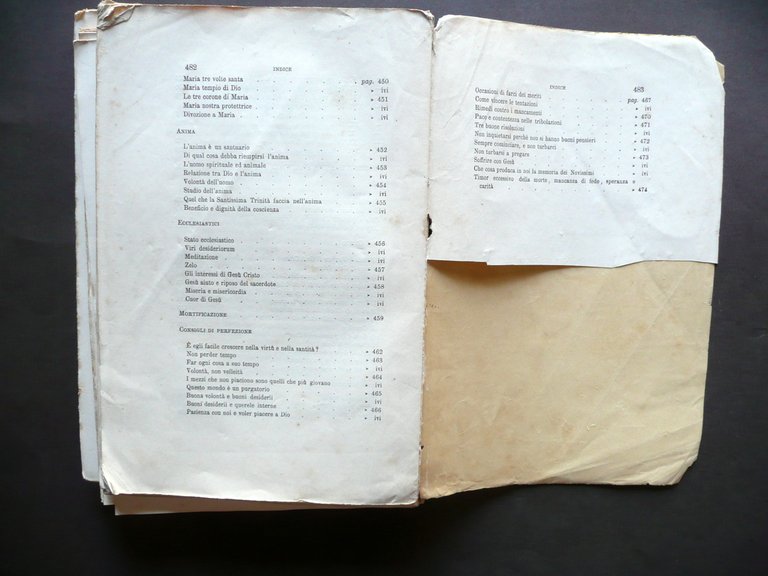 482 INDICE
Maria tre volte santa pag. 450
Maria tempio di Dio » ivi
Le tre corone di Maria » 451
Maria nostra protettrice » ivi
Divozione a Maria » ivi
ANIMA
L'anima è un santuario » 452
Di qual cosa debba riempirsi l'anima » ivi
L'uomo spirituale ed animale » 453
Relazione tra Dio e l'anima » ivi
Volontà dell'uomo » 454
Stadio dell'anima » ivi
Quel che la Santissima Trinità faccia nell'anima » 455
Beneficio e dignità della coscienza » ivi
ECCLESIASTICI
Stato ecclesiastico » 456
Viri desideriorum » ivi
Meditazione » ivi
Zelo » 457
Gli interessi di Gesù Cristo » ivi
Gesù aiuto e riposo del sacerdote » 458
Miseria e misericordia » ivi
Cuor di Gesù » ivi
MORTIFICAZIONE » 459
CONSIGLI DI PERFEZIONE
È egli facile crescere nella virtù e nella santità? » 462
Non perder tempo » 463
Far ogni cosa a suo tempo » ivi
Volontà, non velleità » 464
I mezzi che non piaciono sono quelli che più giovano » ivi
Questo mondo è un purgatorio » ivi
Buona volontà e buoni desiderii » 465
Buoni desiderii e querele interne » ivi
Pazienza con noi e voler piacere a Dio » 466
INDICE 483
Occasioni di farci dei meriti pag. 467
Come vincere le tentazioni » ivi
Rimedi contro i mancamenti » 470
Pace e contentezza nelle tribolazioni » 471
Tre buone risoluzioni » ivi
Non inquietarsi perchè non si hanno buoni pensieri » 472
Sempre cominciare, e non turbarci » ivi
Non turbarsi a pregare » 473
Soffrire con Gesù » ivi
Che cosa produca in noi la memoria dei Novissimi » ivi
Timor eccessivo della morte, mancanza di fede, speranza e
carità » 474